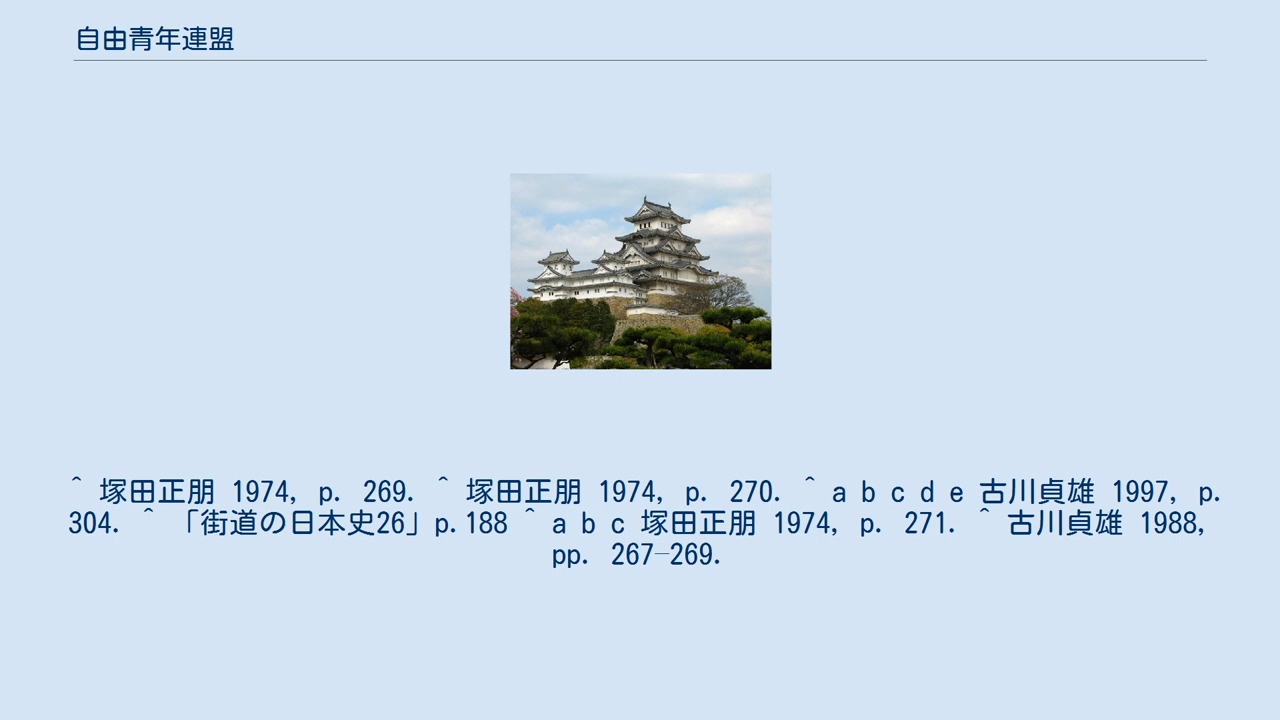 自由青年連盟
^ 塚田正朋 1974, p. 269. ^ 塚田正朋 1974, p. 270. ^ a b c d e 古川貞雄 1997, p.
304. ^ 「街道の日本史26」p.188 ^ a b c 塚田正朋 1974, p. 271. ^ 古川貞雄 1988,
pp. 267–269.